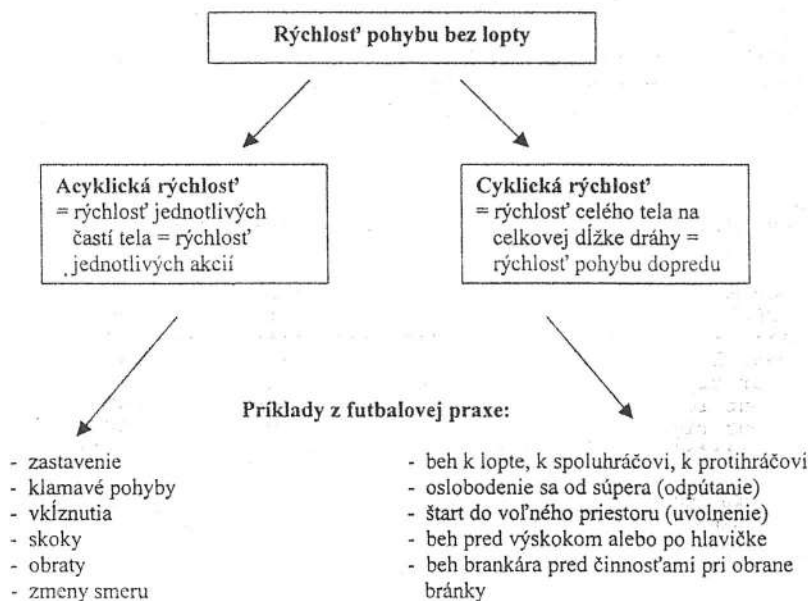 Rýchlosť pohybu bez lopty
Acyklická rýchlosť
= rýchlosť jednotlivých
častí tela = rýchlosť
jednotlivých akcií
Cyklická rýchlosť
= rýchlosť celého tela na
celkovej dĺžke dráhy =
rýchlosť pohybu dopredu
Príklady z futbalovej praxe:
- zastavenie
- klamavé pohyby
- vkĺznutia
- skoky
- obraty
- zmeny smeru
- beh k lopte, k spoluhráčovi, k protihráčovi
- oslobodenie sa od súpera (odpútanie)
- štart do voľného priestoru (uvolnenie)
- beh pred výskokom alebo po hlavičke
- beh brankára pred činnosťami pri obrane
bránky